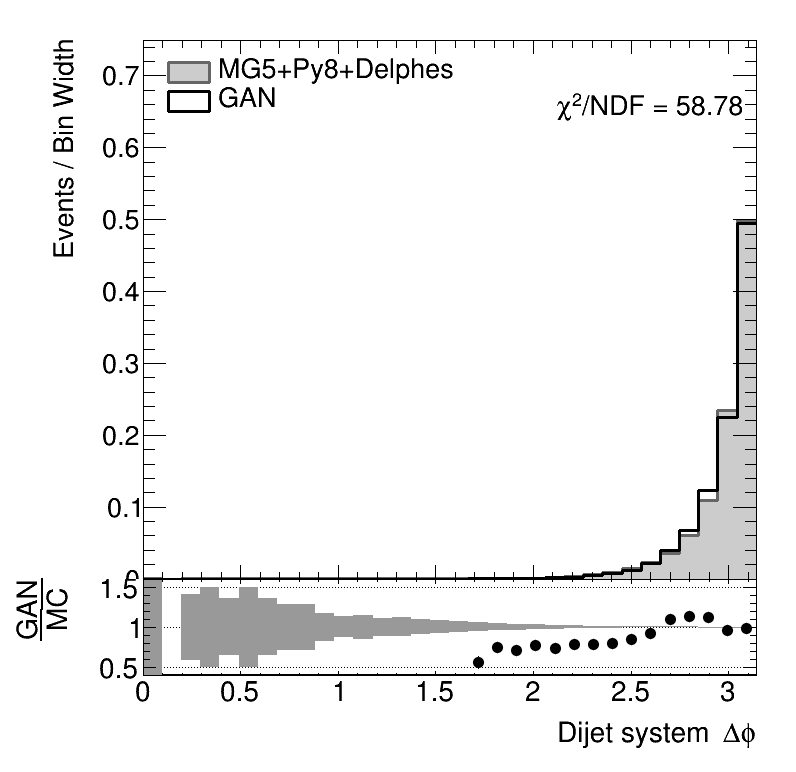 MG5+Py8+Delphes
GAN
χ²/NDF = 58.78
Events / Bin Width
0.7
0.6
0.5
0.4
0.3
0.2
0.1
0
GAN
MC
1.5
1
0.5
0 0.5 1 1.5 2 2.5 3
Dijet system Δϕ